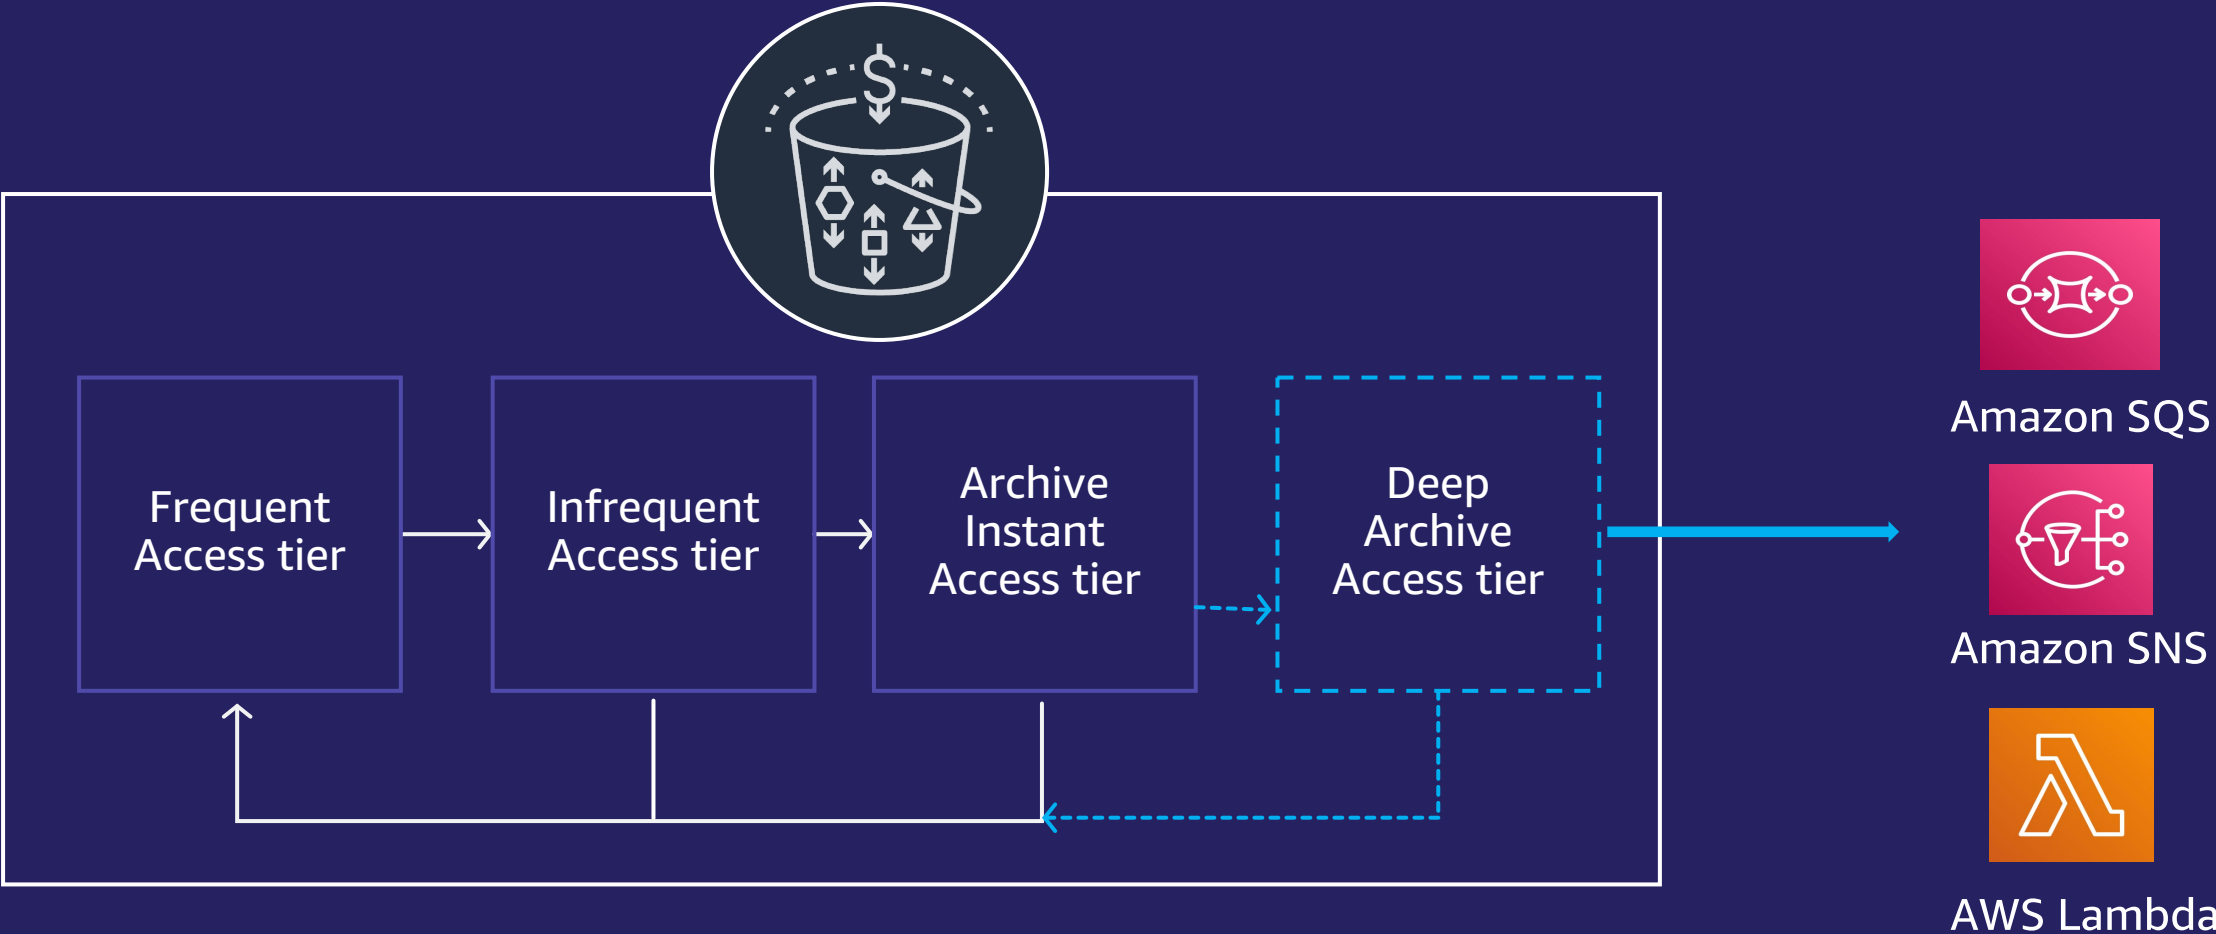 $
Frequent
Access tier
Infrequent
Access tier
Archive
Instant
Access tier
Deep
Archive
Access tier
Amazon SQS
Amazon SNS
AWS Lambda